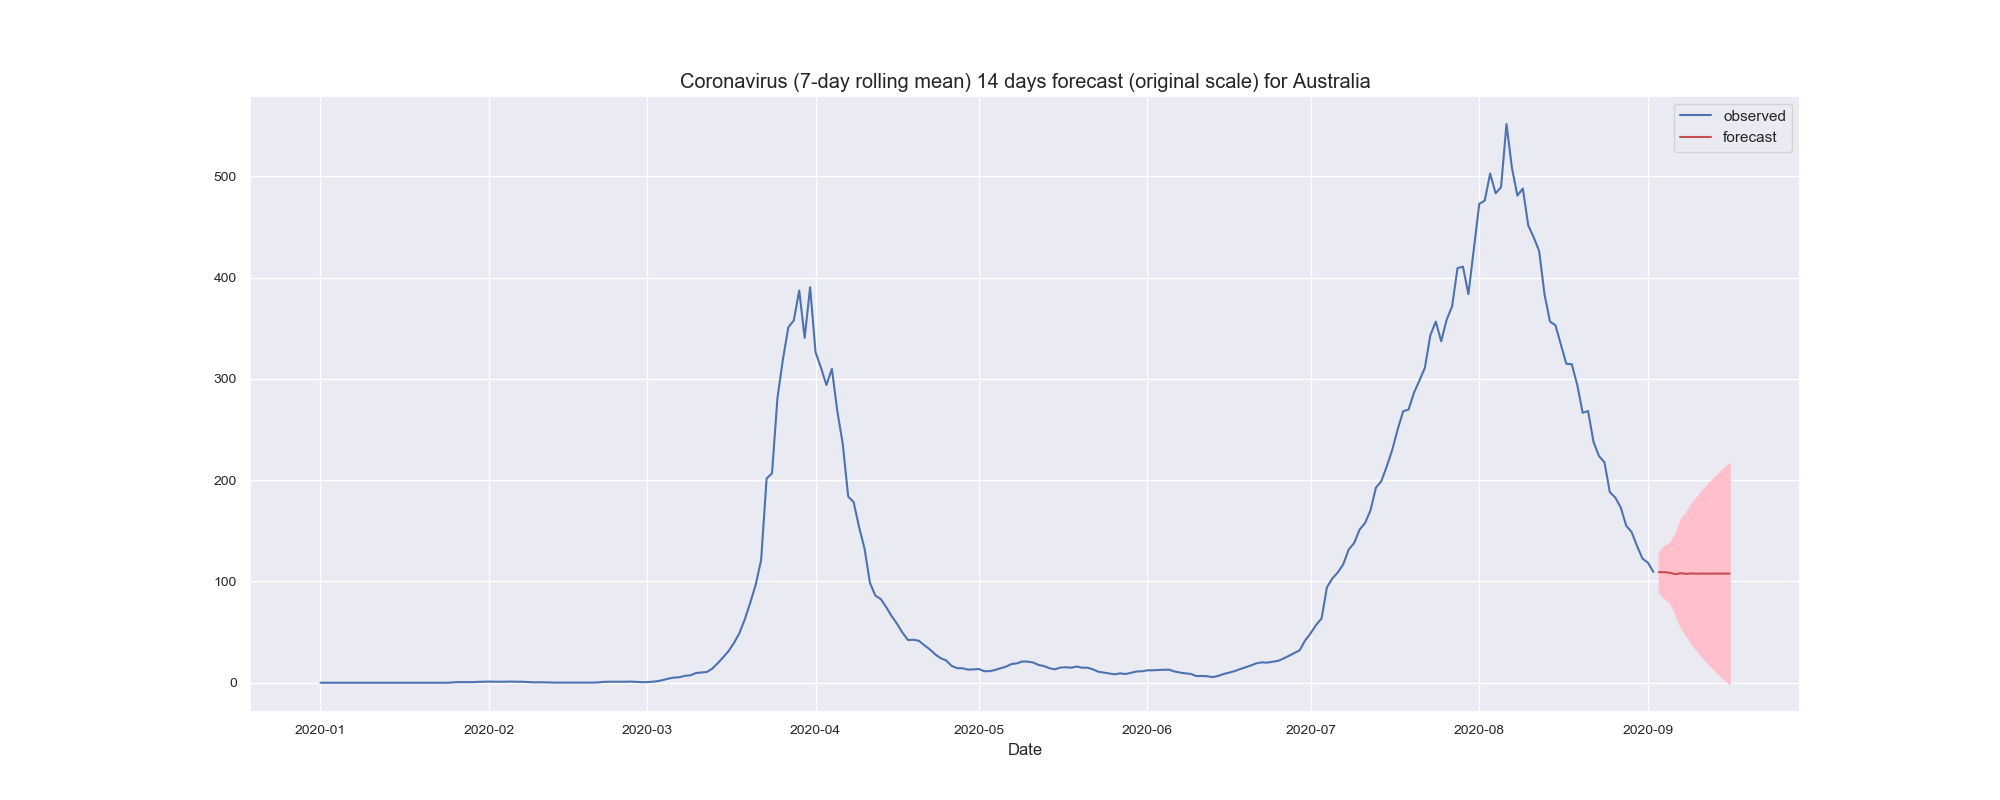 Coronavirus (7-day rolling mean) 14 days forecast (original scale) for Australia
observed
forecast
500
400
300
200
100
0
2020-01 2020-02 2020-03 2020-04 2020-05 2020-06 2020-07 2020-08 2020-09
Date